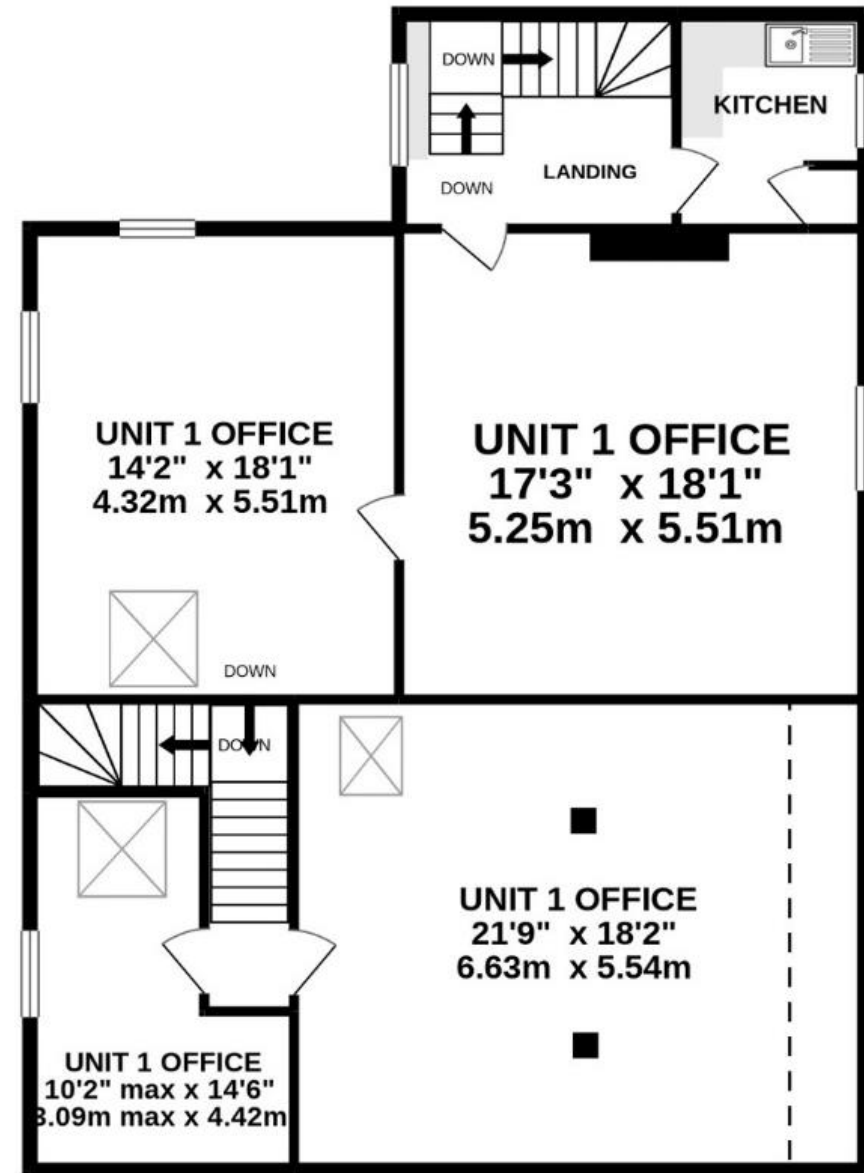 DOWN
KITCHEN
LANDING
DOWN
UNIT 1 OFFICE
14'2" x 18'1"
4.32m x 5.51m
UNIT 1 OFFICE
17'3" x 18'1"
5.25m x 5.51m
DOWN
DOWN
UNIT 1 OFFICE
21'9" x 18'2"
6.63m x 5.54m
UNIT 1 OFFICE
10'2" max x 14'6"
3.09m max x 4.42m